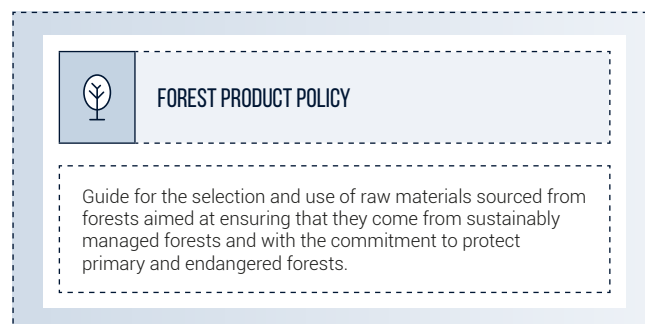 FOREST PRODUCT POLICY
Guide for the selection and use of raw materials sourced from
forests aimed at ensuring that they come from sustainably
managed forests and with the commitment to protect
primary and endangered forests.